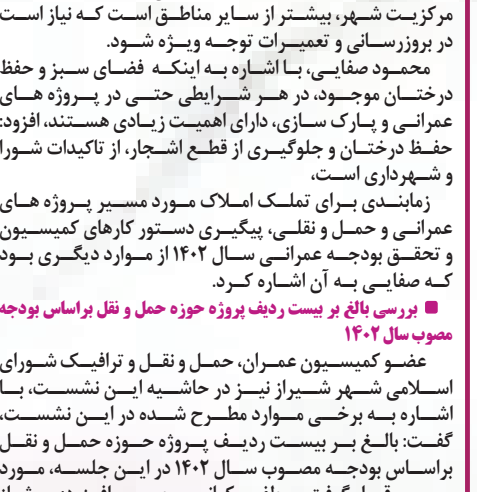 مرکزیت شهر، بیشتر از سایر مناطق است که نیاز است
در بروزرسانی و تعمیرات توجه ویژه شود.
محمود صفایی، با اشاره به اینکه فضای سبز و حفظ
درختان موجود، در هر شرایطی حتی در پروژه های
عمرانی و پارک سازی، دارای اهمیت زیادی هستند، افزود:
حفظ درختان و جلوگیری از قطع اشجار، از تاکیدات شورا
و شهرداری است،
زمابندی برای تملک املاک مورد مسیر پروژه های
عمرانی و حمل و نقلی، پیگیری دستور کارهای کمیسیون
و تحقق بودجه عمرانی سال ۱۴۰۲ از موارد دیگری بود
که صفایی به آن اشاره کرد.
■ بررسی بالغ بر بیست ردیف پروژه حوزه حمل و نقل براساس بودجه
مصوب سال ۱۴۰۲
عضو کمیسیون عمران، حمل و نقل و ترافیک شورای
اسلامی شهر شیراز نیز در حاشیه این نشست، با
اشاره به برخی موارد مطرح شده در این نشست،
گفت: بالغ بر بیست ردیف پروژه حوزه حمل و نقل
براساس بودجه مصوب سال ۱۴۰۲ در این جلسه، مورد